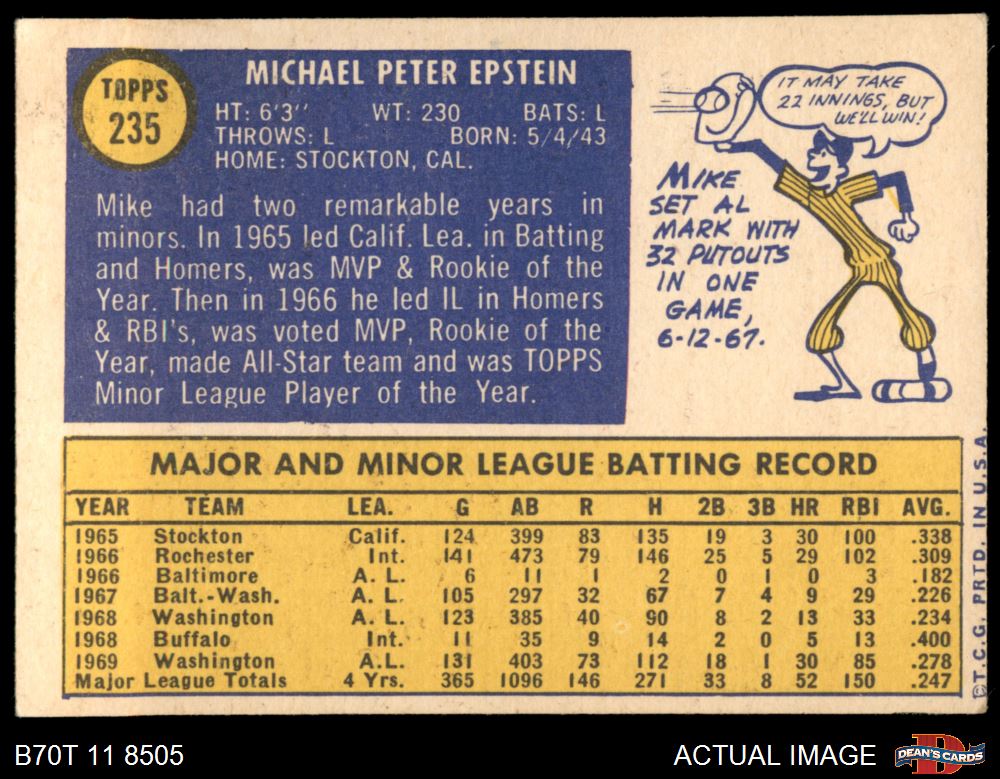 TOPPS
235
MICHAEL PETER EPSTEIN
HT: 6'3" WT: 230 BATS: L
THROWS: L BORN: 5/4/43
HOME: STOCKTON, CAL.
Mike had two remarkable years in
minors. In 1965 led Calif. Lea. in Batting
and Homers, was MVP & Rookie of the
Year. Then in 1966 he led IL in Homers
& RBI's, was voted MVP, Rookie of the
Year, made All-Star team and was TOPPS
Minor League Player of the Year.
IT MAY TAKE
22 INNINGS, BUT
WE'LL WIN!
MIKE
SET AL
MARK WITH
32 PUTOUTS
IN ONE
GAME,
6-12-67.
MAJOR AND MINOR LEAGUE BATTING RECORD
YEAR TEAM LEA. G AB R H 2B 3B HR RBI AVG.
1965 Stockton Calif. 124 399 83 135 19 3 30 100 .338
1966 Rochester Int. 141 473 79 146 25 5 29 102 .309
1966 Baltimore A. L. 6 11 1 2 0 1 0 3 .182
1967 Balt.-Wash. A. L. 105 297 32 67 7 4 9 29 .226
1968 Washington A. L. 123 385 40 90 8 2 13 33 .234
1968 Buffalo Int. 11 35 9 14 2 0 5 13 .400
1969 Washington A.L. 131 403 73 112 18 1 30 85 .278
Major League Totals 4 Yrs. 365 1096 146 271 33 8 52 150 .247
©T.C.G. PRTD. IN U.S.A.
B70T 11 8505
ACTUAL IMAGE
DEAN'S CARDS